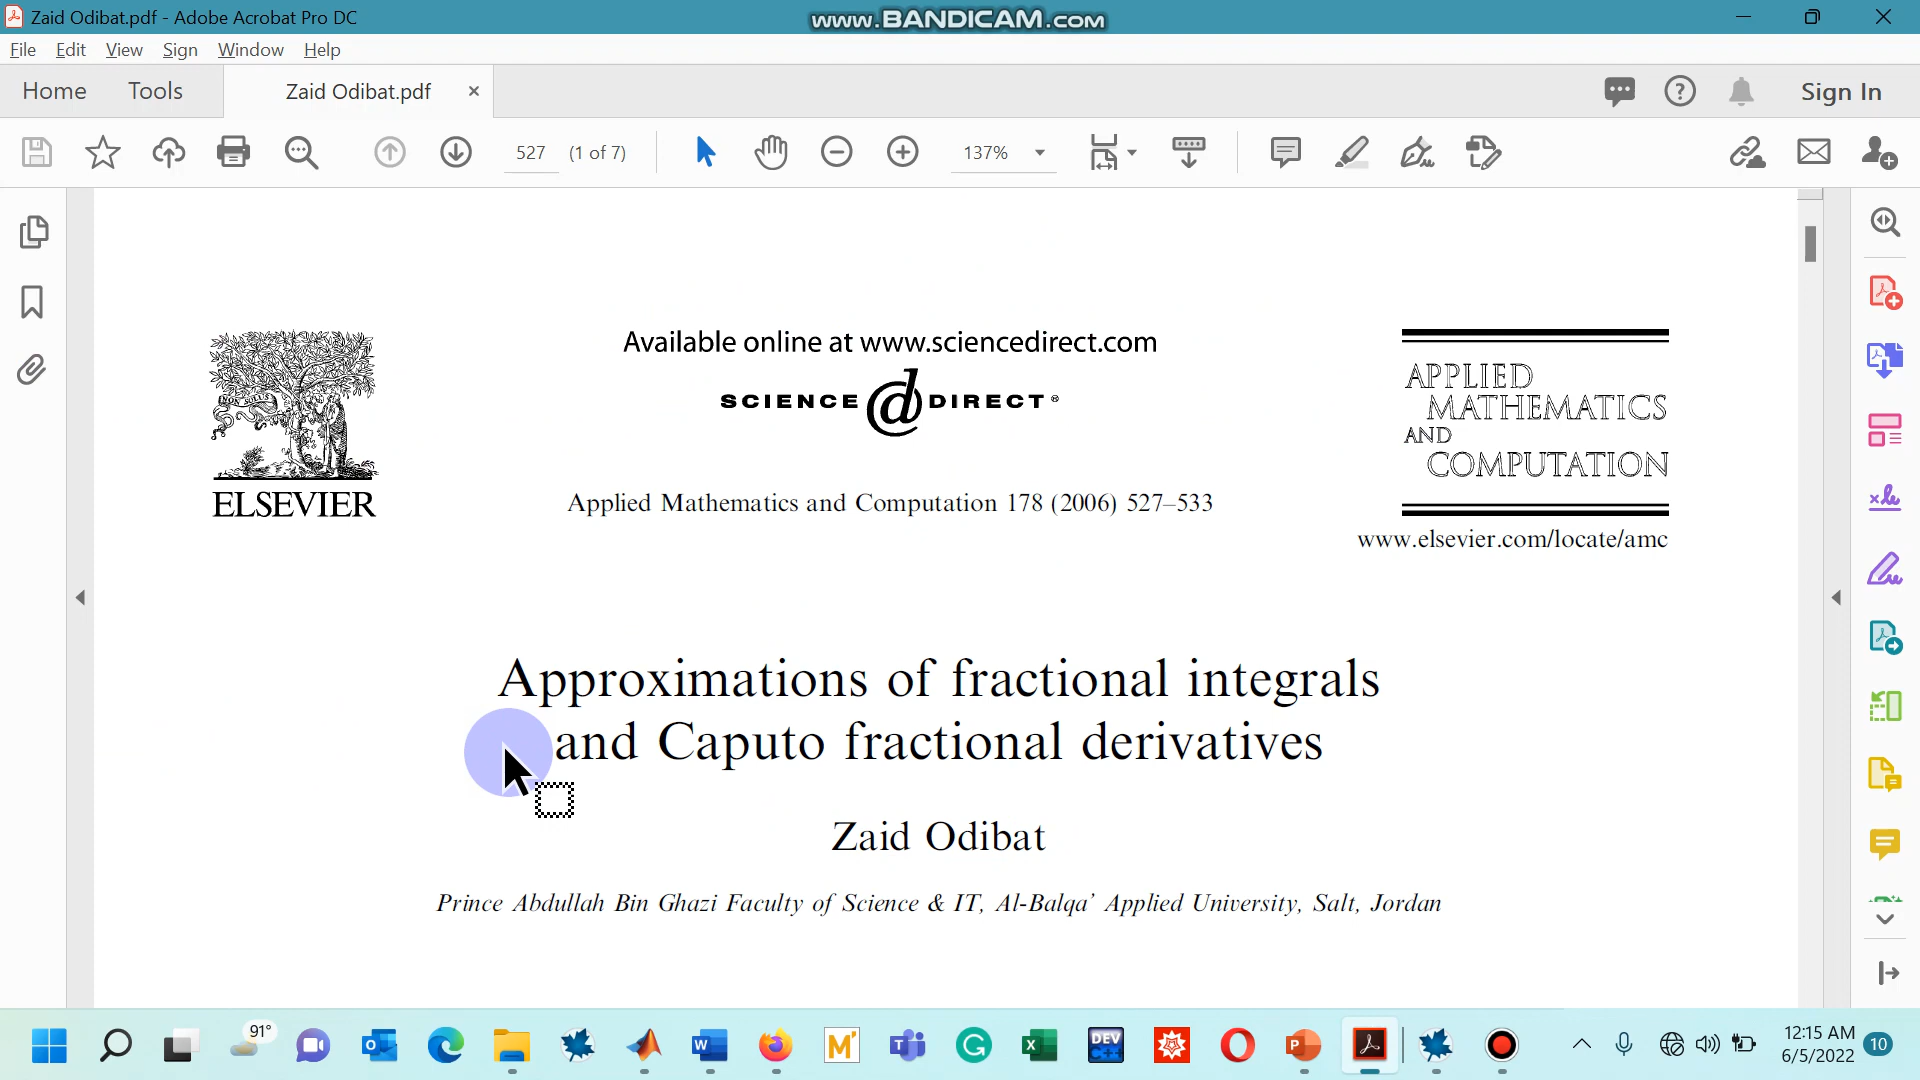 Zaid Odibat.pdf - Adobe Acrobat Pro DC
www.BANDICAM.com
File Edit View Sign Window Help
Home Tools Zaid Odibat.pdf Sign In
527 (1 of 7) 137%
Available online at www.sciencedirect.com
SCIENCE DIRECT®
ELSEVIER
APPLIED
MATHEMATICS
AND
COMPUTATION
Applied Mathematics and Computation 178 (2006) 527–533
www.elsevier.com/locate/amc
Approximations of fractional integrals
and Caputo fractional derivatives
Zaid Odibat
Prince Abdullah Bin Ghazi Faculty of Science & IT, Al-Balqa' Applied University, Salt, Jordan
91°
DEV
C++
12:15 AM
6/5/2022
10